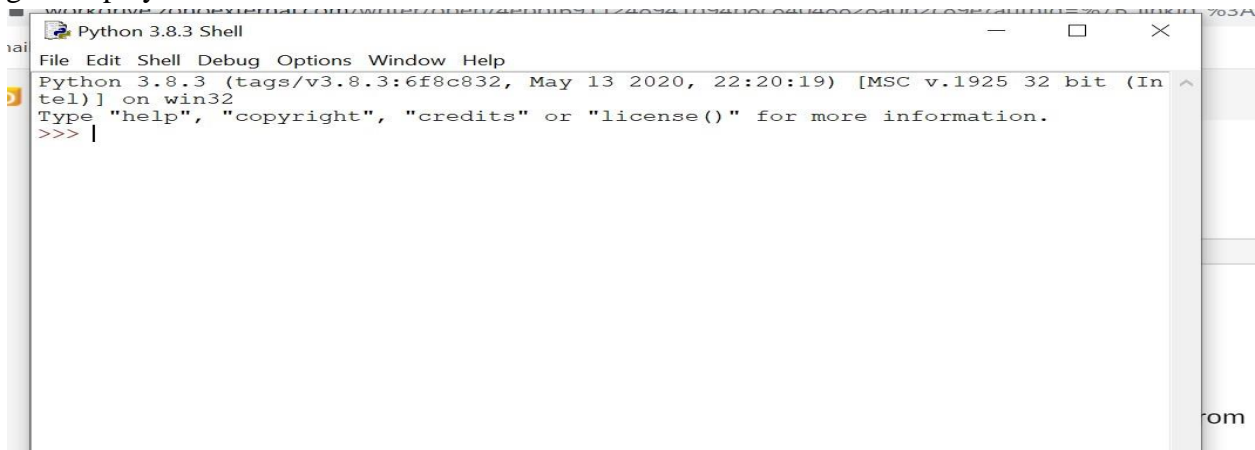 Python 3.8.3 Shell
File Edit Shell Debug Options Window Help
Python 3.8.3 (tags/v3.8.3:6f8c832, May 13 2020, 22:20:19) [MSC v.1925 32 bit (In
tel)] on win32
Type "help", "copyright", "credits" or "license()" for more information.
>>>
rom